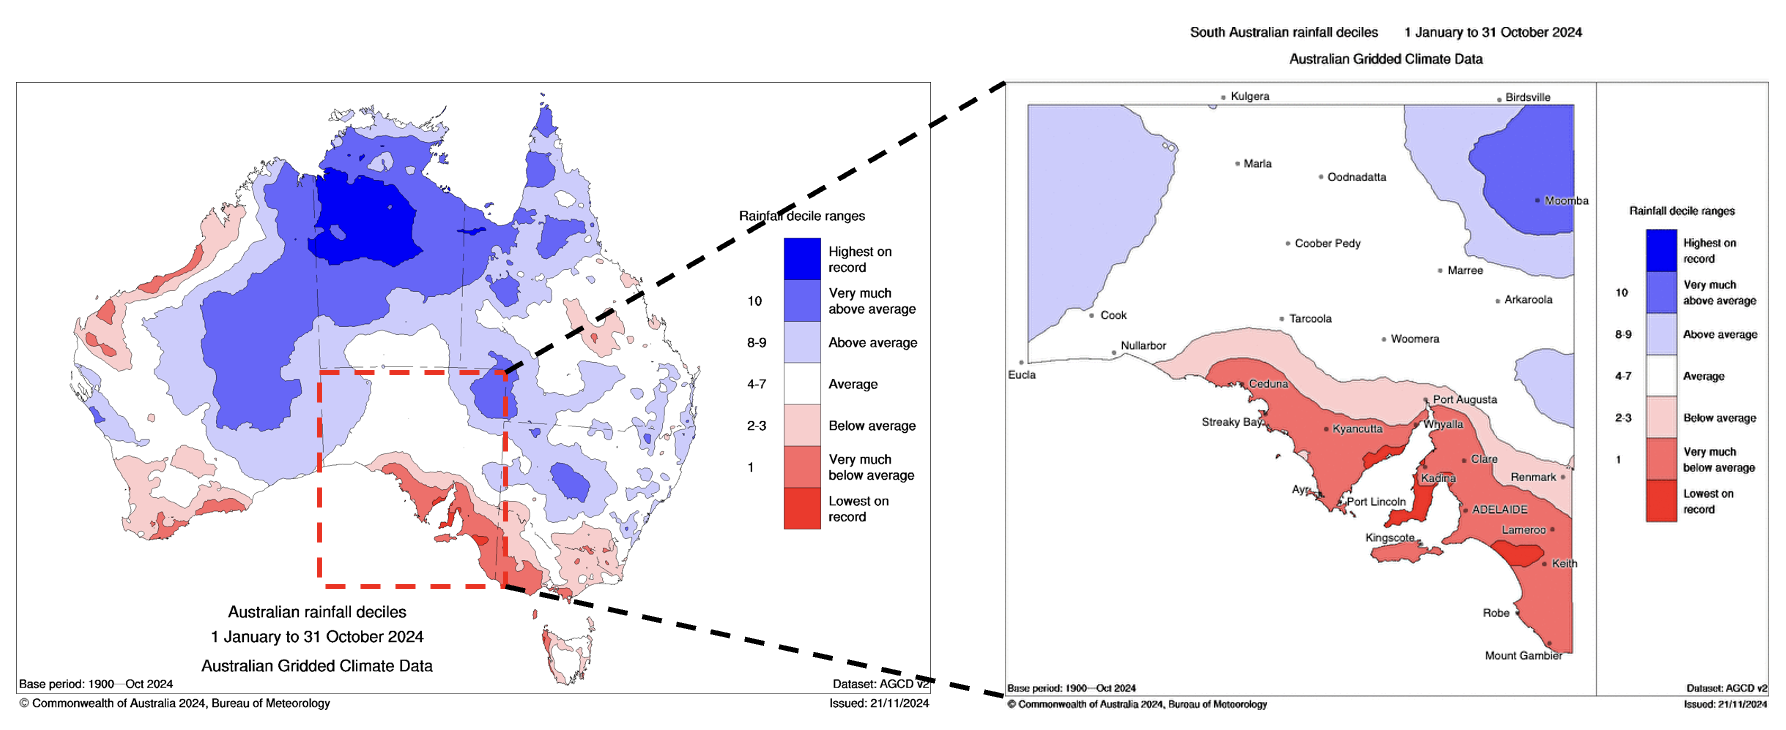 South Australian rainfall deciles 1 January to 31 October 2024
Australian Gridded Climate Data
Rainfall decile ranges
Highest on
record
10
Very much
above average
8-9
Above average
4-7
Average
2-3
Below average
1
Very much
below average
Lowest on
record
Australian rainfall deciles
1 January to 31 October 2024
Australian Gridded Climate Data
Base period: 1900—Oct 2024
Dataset: AGCD v2
© Commonwealth of Australia 2024, Bureau of Meteorology
Issued: 21/11/2024
Kulgera
Birdsville
Marla
Oodnadatta
Moomba
Coober Pedy
Marree
Arkaroola
Cook
Tarcoola
Woomera
Nullarbor
Eucla
Ceduna
Port Augusta
Streaky Bay
Kyancutta
Whyalla
Clare
Kadina
Renmark
Ayr
Port Lincoln
ADELAIDE
Lameroo
Kingscote
Keith
Robe
Mount Gambier
Rainfall decile ranges
Highest on
record
10
Very much
above average
8-9
Above average
4-7
Average
2-3
Below average
1
Very much
below average
Lowest on
record
Base period: 1900—Oct 2024
Dataset: AGCD v2
© Commonwealth of Australia 2024, Bureau of Meteorology
Issued: 21/11/2024